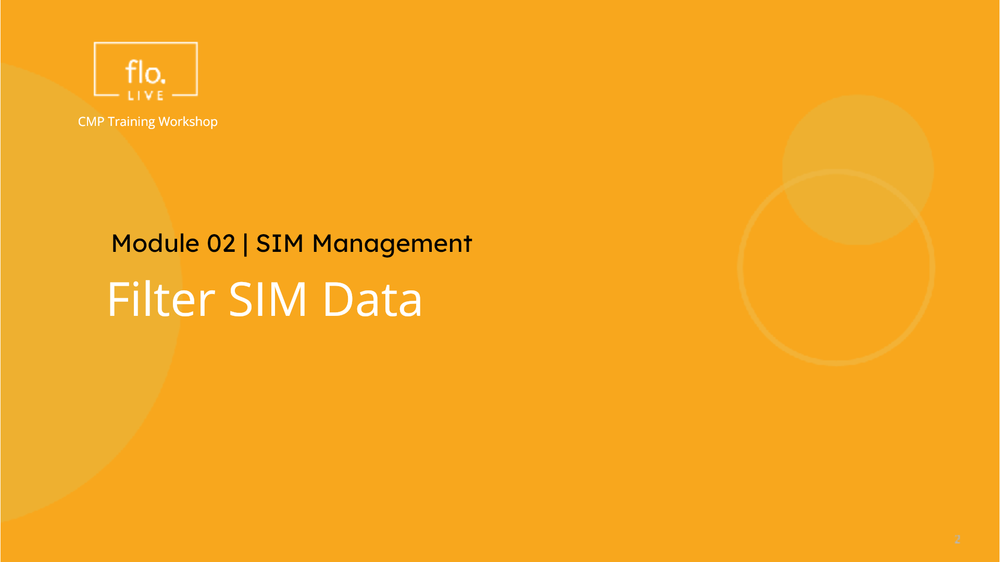 flo.
LIVE
CMP Training Workshop
Module 02 | SIM Management
Filter SIM Data
2